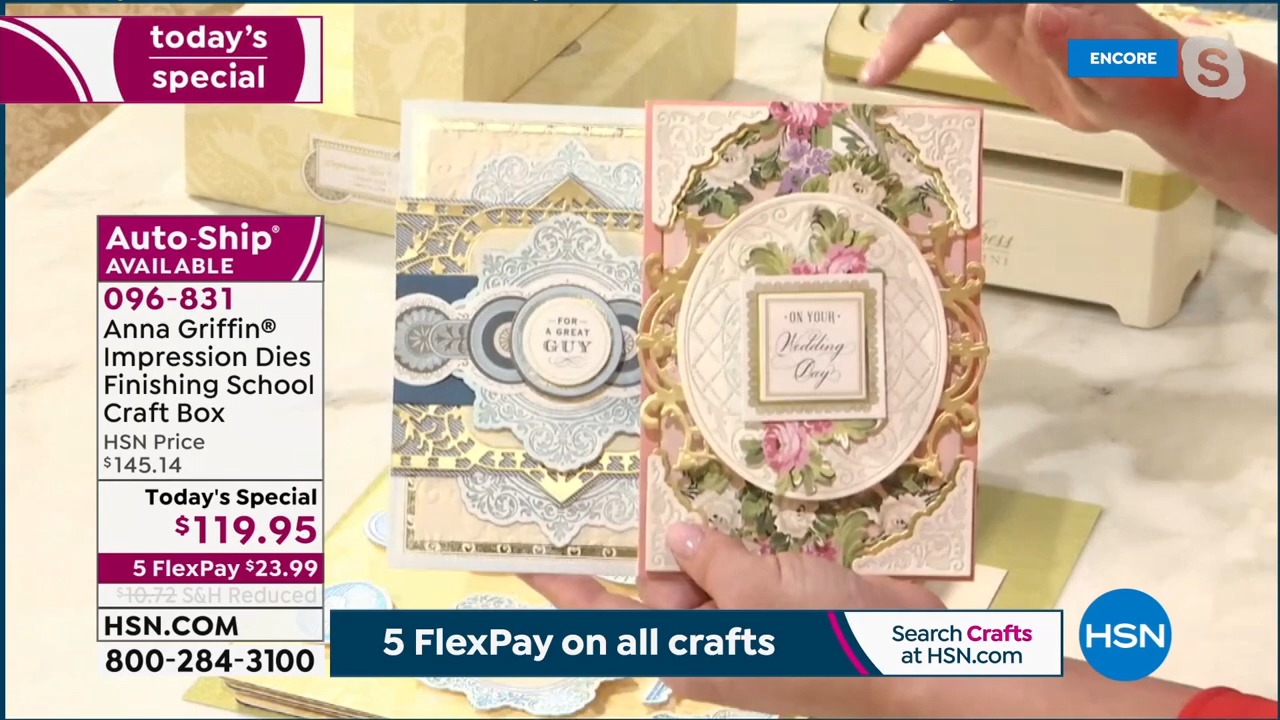 today's
special
ENCORE
S
Auto-Ship®
AVAILABLE
096-831
Anna Griffin®
Impression Dies
Finishing School
Craft Box
HSN Price
$145.14
Today's Special
$119.95
5 FlexPay $23.99
$10.72 S&H Reduced
HSN.COM
800-284-3100
FOR
A GREAT
GUY
ON YOUR
Wedding
Day
5 FlexPay on all crafts
Search Crafts
at HSN.com
HSN